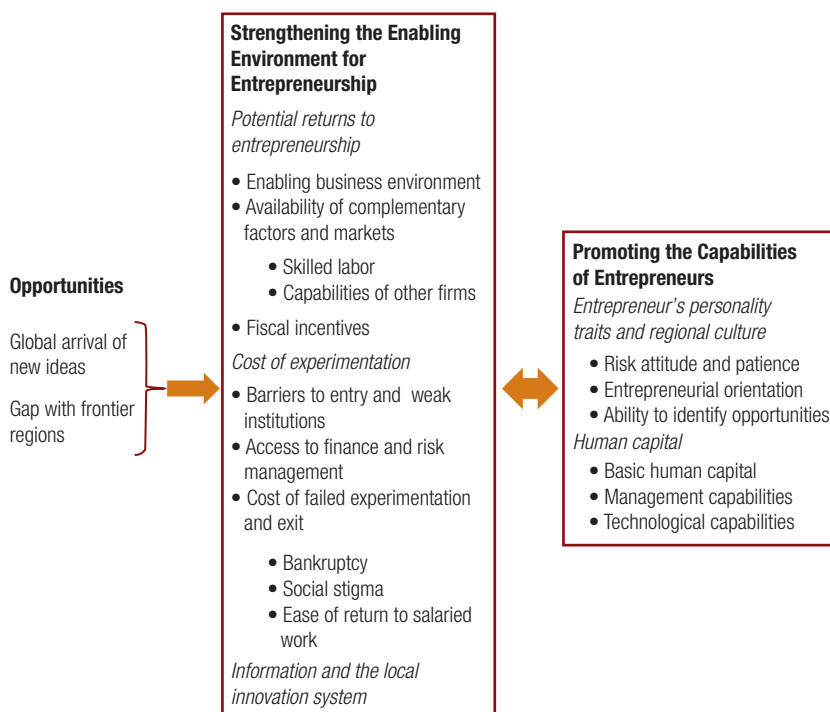 Opportunities
Global arrival of
new ideas
Gap with frontier
regions
Strengthening the Enabling
Environment for
Entrepreneurship
Potential returns to
entrepreneurship
• Enabling business environment
• Availability of complementary
factors and markets
• Skilled labor
• Capabilities of other firms
• Fiscal incentives
Cost of experimentation
• Barriers to entry and weak
institutions
• Access to finance and risk
management
• Cost of failed experimentation
and exit
• Bankruptcy
• Social stigma
• Ease of return to salaried
work
Information and the local
innovation system
Promoting the Capabilities
of Entrepreneurs
Entrepreneur's personality
traits and regional culture
• Risk attitude and patience
• Entrepreneurial orientation
• Ability to identify opportunities
Human capital
• Basic human capital
• Management capabilities
• Technological capabilities